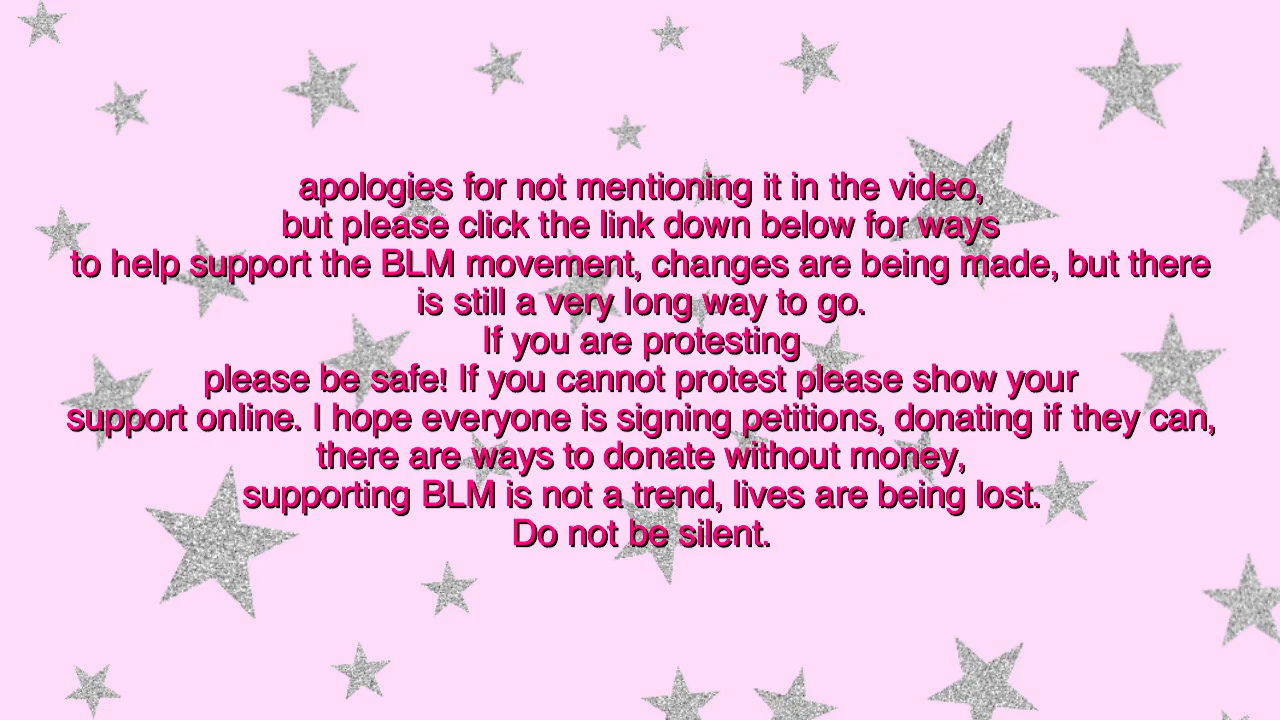 apologies for not mentioning it in the video,
but please click the link down below for ways
to help support the BLM movement, changes are being made, but there
is still a very long way to go.
If you are protesting
please be safe! If you cannot protest please show your
support online. I hope everyone is signing petitions, donating if they can,
there are ways to donate without money,
supporting BLM is not a trend, lives are being lost.
Do not be silent.